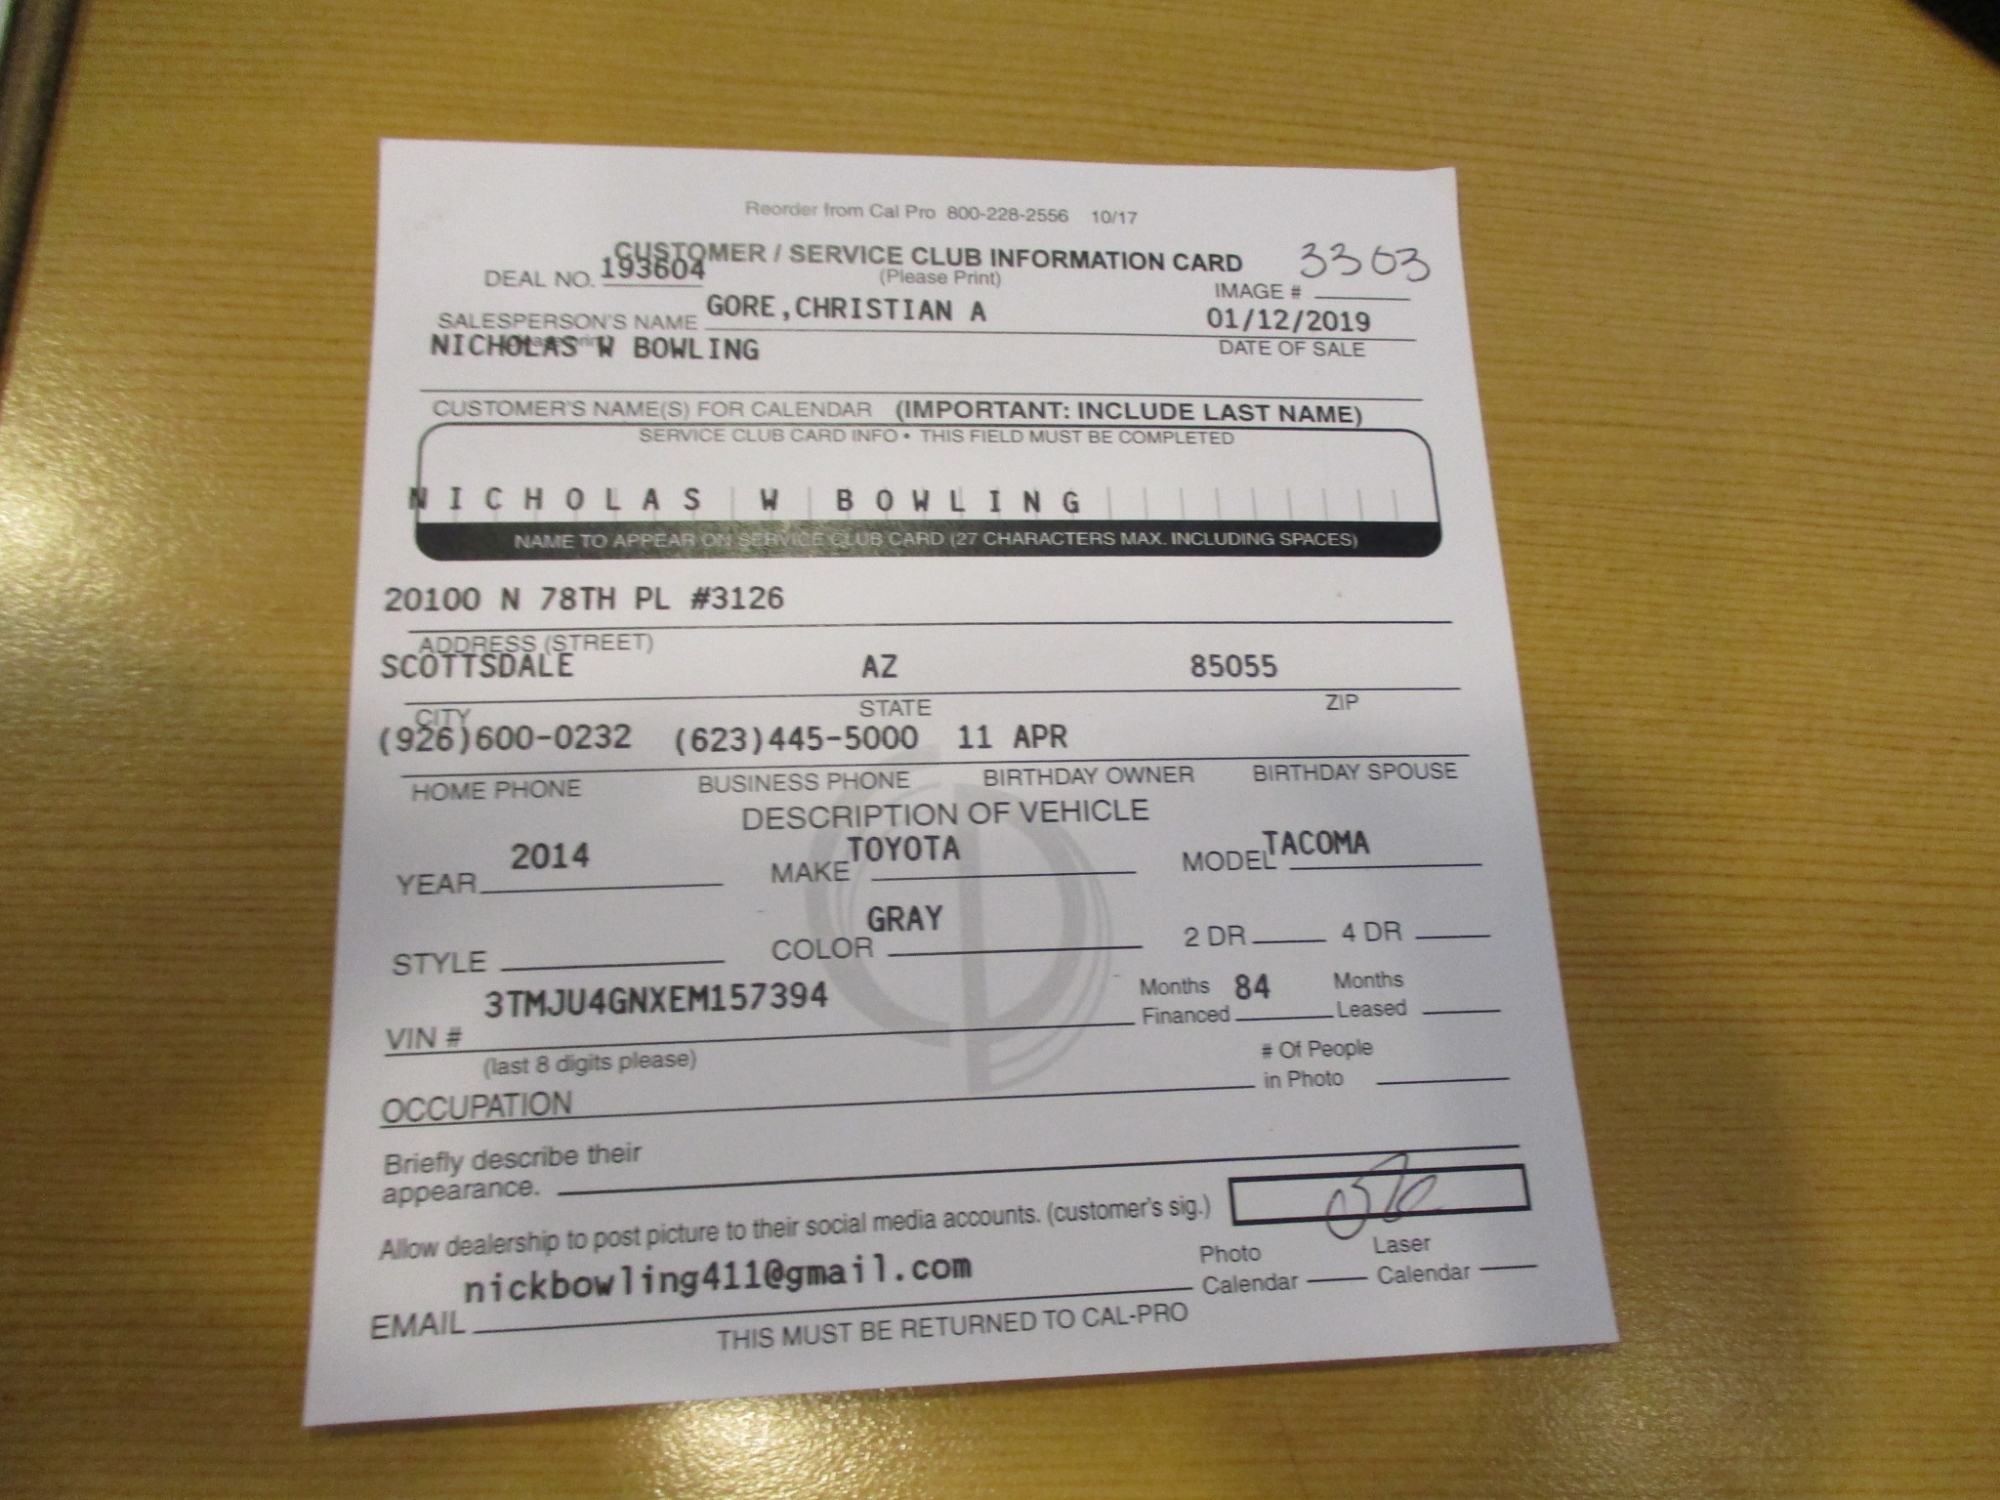 Reorder from Cal Pro 800-228-2556 10/17
CUSTOMER / SERVICE CLUB INFORMATION CARD 3303
DEAL NO. 193604 (Please Print) IMAGE #
SALESPERSON'S NAME GORE,CHRISTIAN A 01/12/2019
NICHOLAS W BOWLING DATE OF SALE
CUSTOMER'S NAME(S) FOR CALENDAR (IMPORTANT: INCLUDE LAST NAME)
SERVICE CLUB CARD INFO • THIS FIELD MUST BE COMPLETED
NICHOLAS W BOWLING
NAME TO APPEAR ON SERVICE CLUB CARD (27 CHARACTERS MAX. INCLUDING SPACES)
20100 N 78TH PL #3126
ADDRESS (STREET)
SCOTTSDALE AZ 85055
CITY STATE ZIP
(926)600-0232 (623)445-5000 11 APR
HOME PHONE BUSINESS PHONE BIRTHDAY OWNER BIRTHDAY SPOUSE
DESCRIPTION OF VEHICLE
YEAR 2014 MAKE TOYOTA MODEL TACOMA
STYLE COLOR GRAY 2 DR 4 DR
VIN # 3TMJU4GNXEM157394 Months Financed 84 Months Leased
(last 8 digits please)
OCCUPATION # Of People in Photo
Briefly describe their
appearance.
Allow dealership to post picture to their social media accounts. (customer's sig.)
EMAIL nickbowling411@gmail.com Photo Calendar Laser Calendar
THIS MUST BE RETURNED TO CAL-PRO